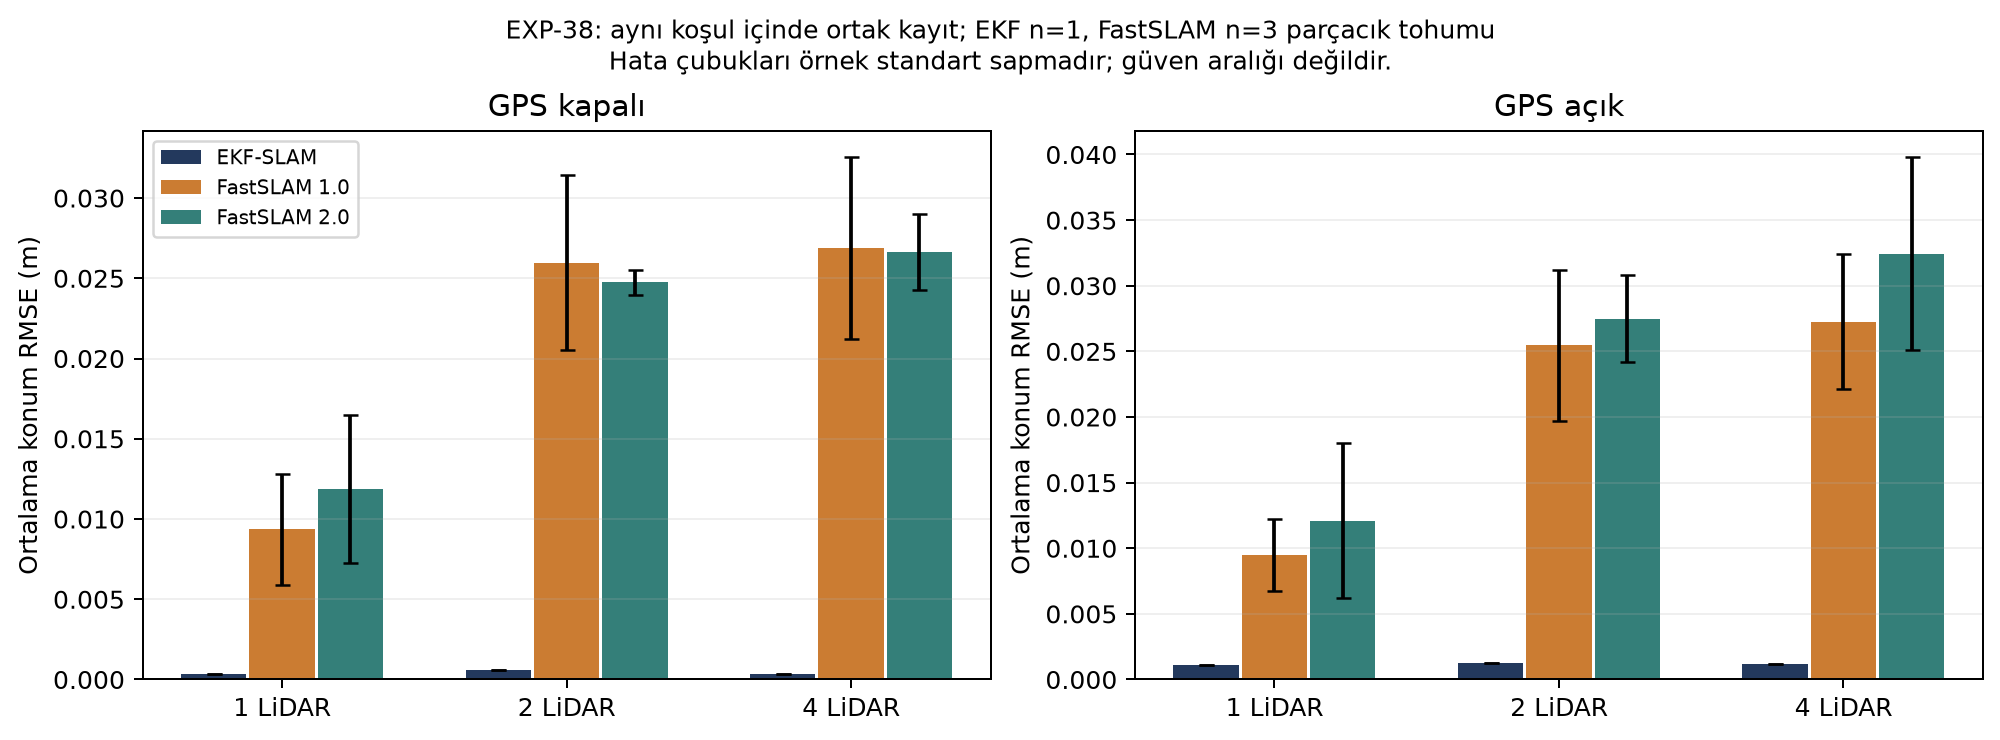 EXP-38: aynı koşul içinde ortak kayıt; EKF n=1, FastSLAM n=3 parçacık tohumu
Hata çubukları örnek standart sapmadır; güven aralığı değildir.
GPS kapalı
EKF-SLAM
FastSLAM 1.0
FastSLAM 2.0
Ortalama konum RMSE (m)
0.030
0.025
0.020
0.015
0.010
0.005
0.000
1 LiDAR
2 LiDAR
4 LiDAR
GPS açık
Ortalama konum RMSE (m)
0.040
0.035
0.030
0.025
0.020
0.015
0.010
0.005
0.000
1 LiDAR
2 LiDAR
4 LiDAR